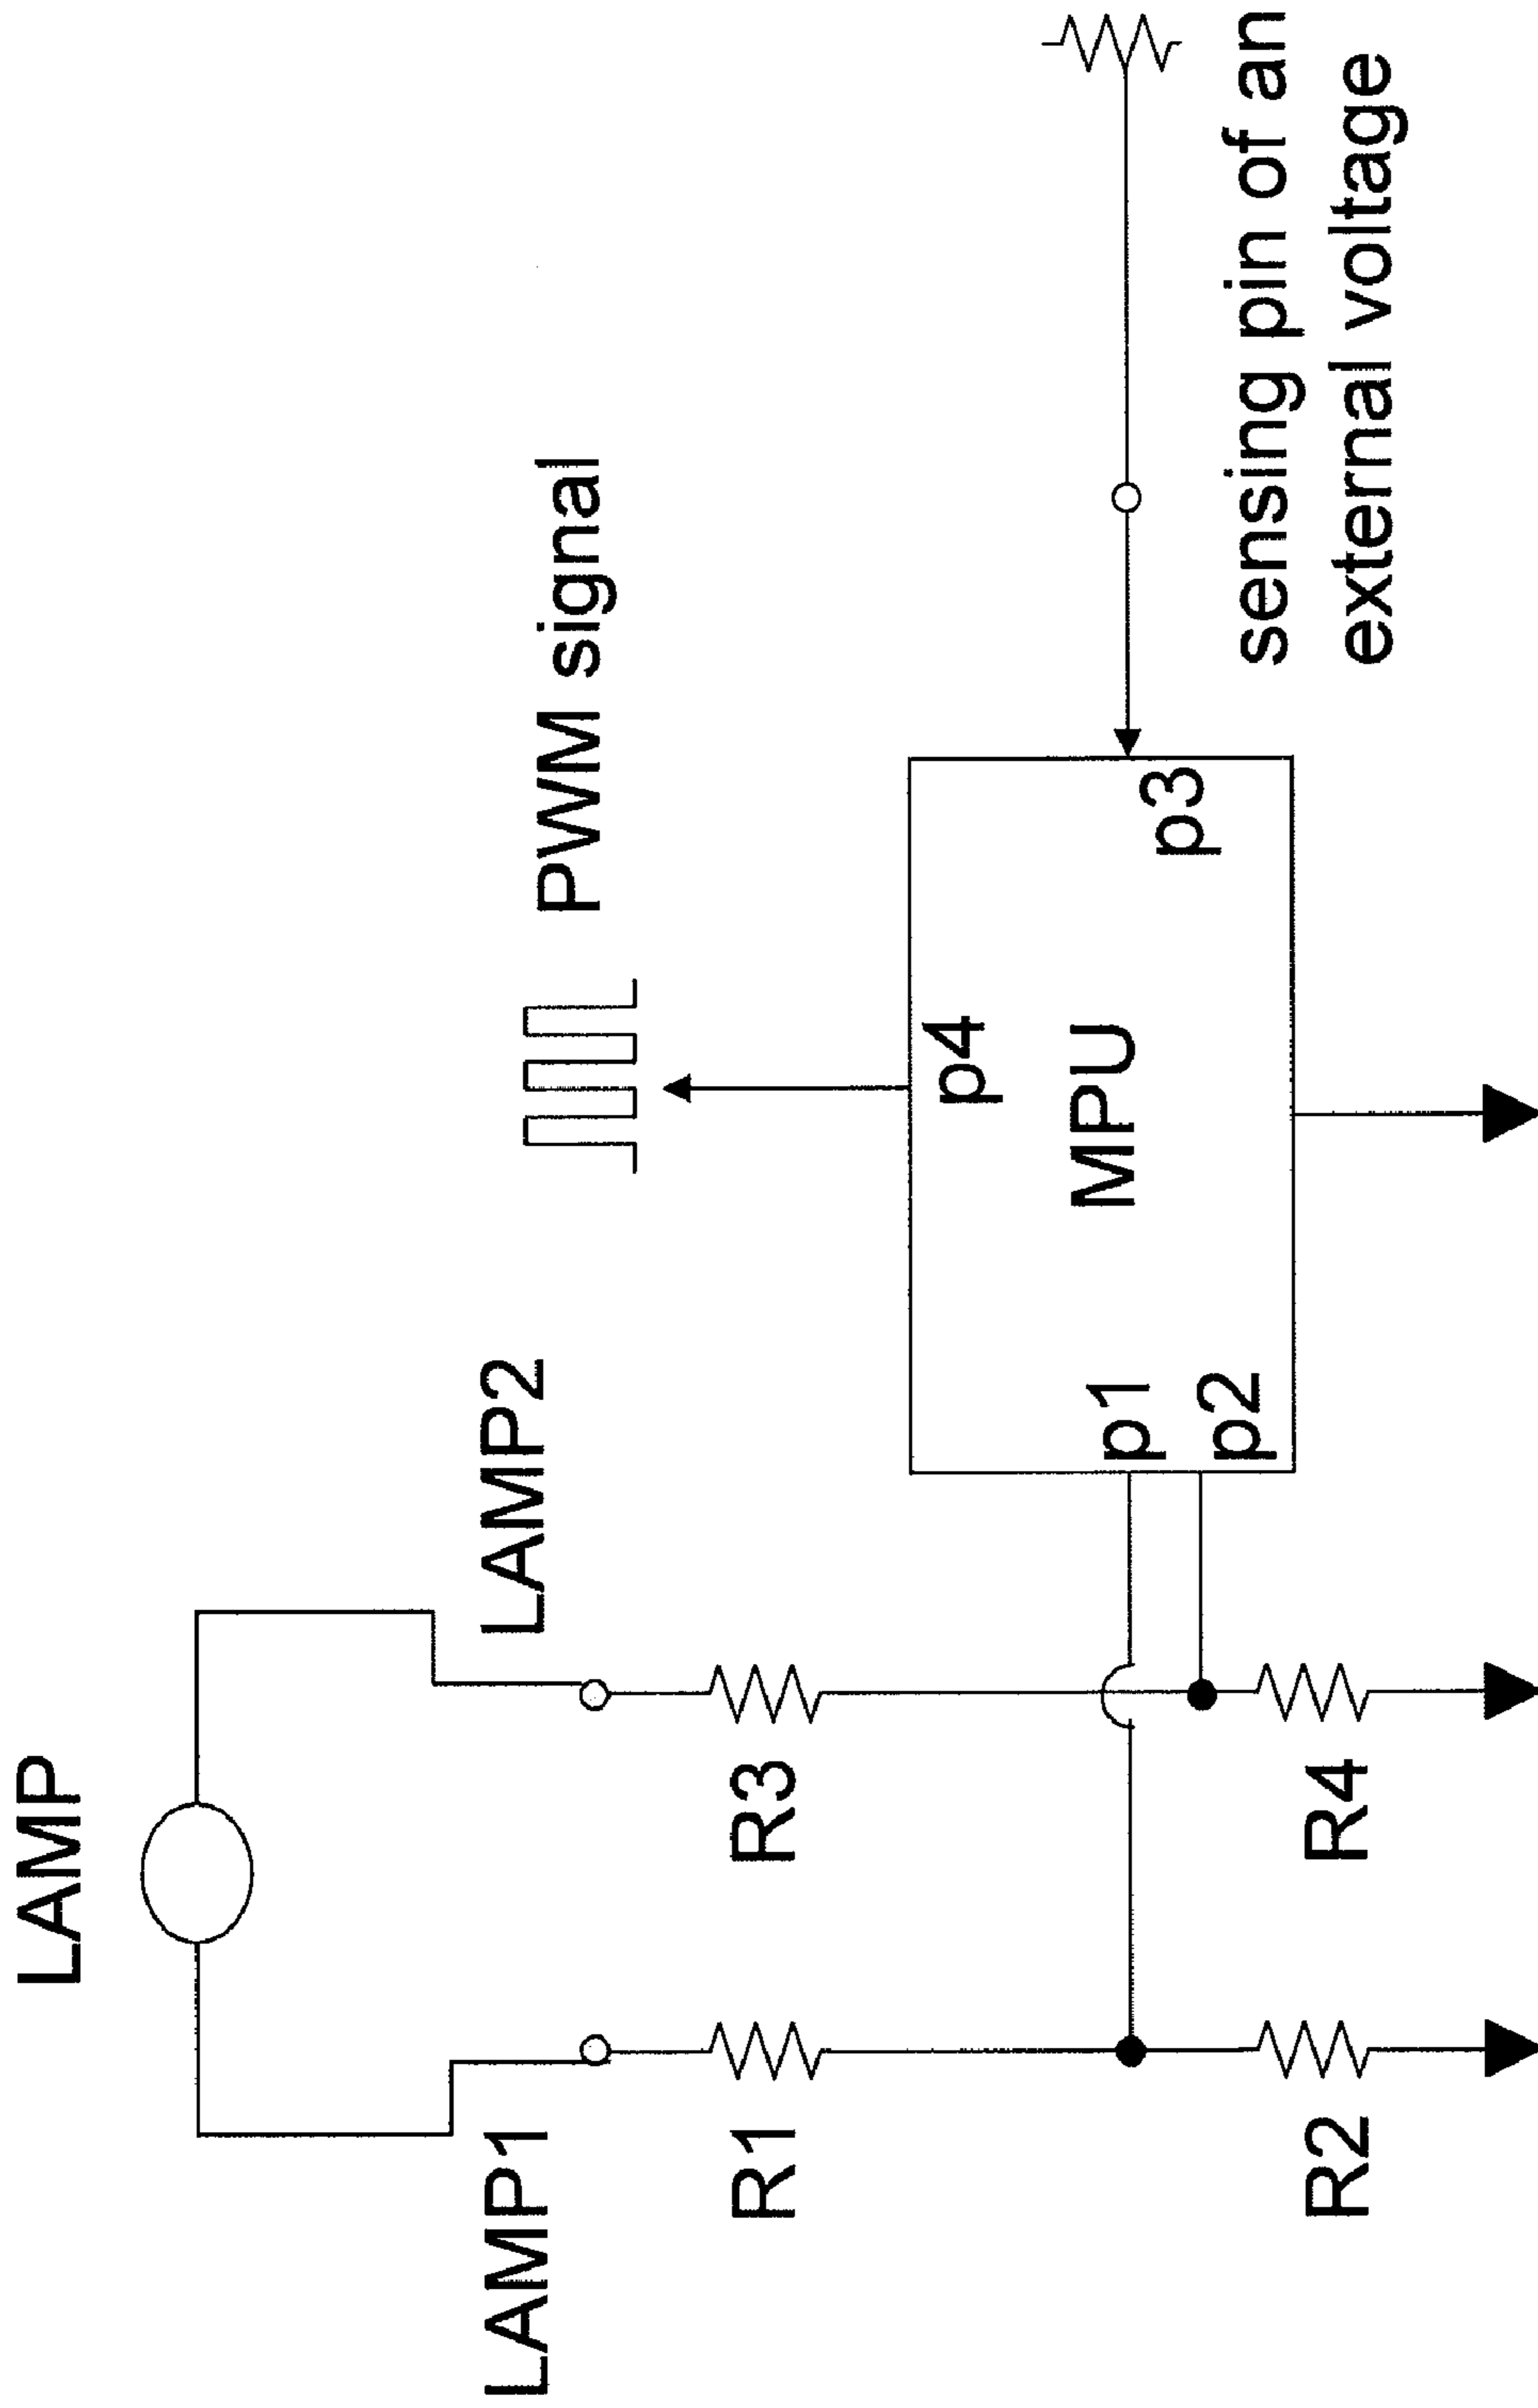 LAMP
LAMP1
LAMP2
PWM signal
R1
R3
p4
MPU
p1
p2
p3
R2
R4
sensing pin of an
external voltage